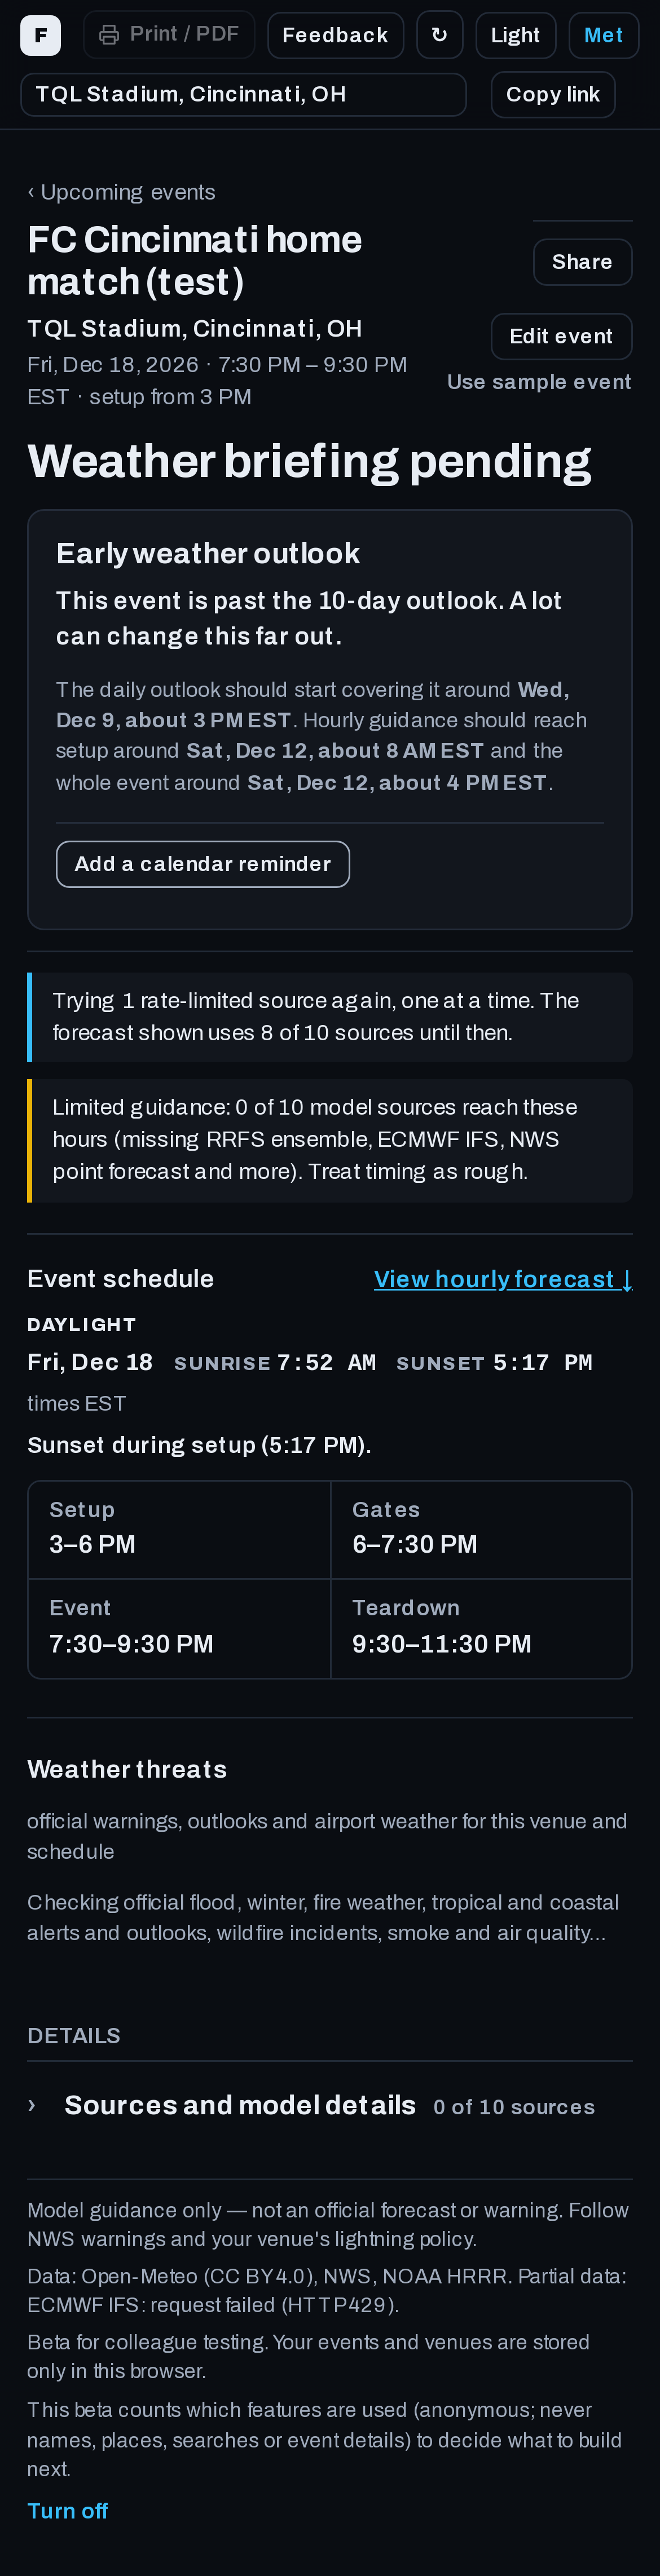 F
Print / PDF
Feedback
↻
Light
Met
TQL Stadium, Cincinnati, OH
Copy link
‹ Upcoming events
FC Cincinnati home
match (test)
Share
TQL Stadium, Cincinnati, OH
Edit event
Fri, Dec 18, 2026 · 7:30 PM – 9:30 PM
EST · setup from 3 PM
Use sample event
Weather briefing pending
Early weather outlook
This event is past the 10-day outlook. A lot
can change this far out.
The daily outlook should start covering it around Wed,
Dec 9, about 3 PM EST. Hourly guidance should reach
setup around Sat, Dec 12, about 8 AM EST and the
whole event around Sat, Dec 12, about 4 PM EST.
Add a calendar reminder
Trying 1 rate-limited source again, one at a time. The
forecast shown uses 8 of 10 sources until then.
Limited guidance: 0 of 10 model sources reach these
hours (missing RRFS ensemble, ECMWF IFS, NWS
point forecast and more). Treat timing as rough.
Event schedule
View hourly forecast ↓
DAYLIGHT
Fri, Dec 18 SUNRISE 7:52 AM SUNSET 5:17 PM
times EST
Sunset during setup (5:17 PM).
Setup
3–6 PM
Gates
6–7:30 PM
Event
7:30–9:30 PM
Teardown
9:30–11:30 PM
Weather threats
official warnings, outlooks and airport weather for this venue and
schedule
Checking official flood, winter, fire weather, tropical and coastal
alerts and outlooks, wildfire incidents, smoke and air quality…
DETAILS
› Sources and model details 0 of 10 sources
Model guidance only — not an official forecast or warning. Follow
NWS warnings and your venue's lightning policy.
Data: Open-Meteo (CC BY 4.0), NWS, NOAA HRRR. Partial data:
ECMWF IFS: request failed (HTTP 429).
Beta for colleague testing. Your events and venues are stored
only in this browser.
This beta counts which features are used (anonymous; never
names, places, searches or event details) to decide what to build
next.
Turn off